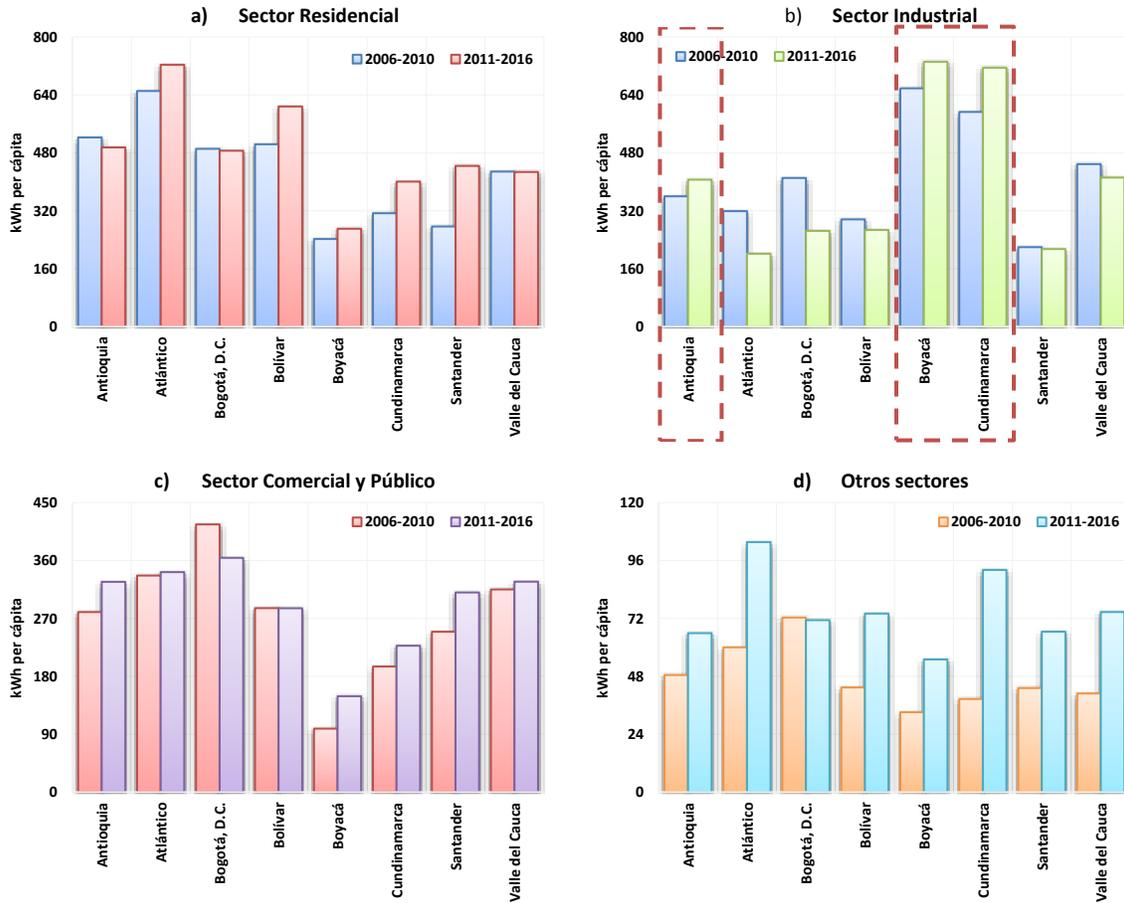 a) Sector Residencial
2006-2010 2011-2016
kWh per cápita
800
640
480
320
160
0
Antioquia
Atlántico
Bogotá, D.C.
Bolívar
Boyacá
Cundinamarca
Santander
Valle del Cauca
b) Sector Industrial
2006-2010 2011-2016
kWh per cápita
800
640
480
320
160
0
Antioquia
Atlántico
Bogotá, D.C.
Bolívar
Boyacá
Cundinamarca
Santander
Valle del Cauca
c) Sector Comercial y Público
2006-2010 2011-2016
kWh per cápita
450
360
270
180
90
0
Antioquia
Atlántico
Bogotá, D.C.
Bolívar
Boyacá
Cundinamarca
Santander
Valle del Cauca
d) Otros sectores
2006-2010 2011-2016
kWh per cápita
120
96
72
48
24
0
Antioquia
Atlántico
Bogotá, D.C.
Bolívar
Boyacá
Cundinamarca
Santander
Valle del Cauca